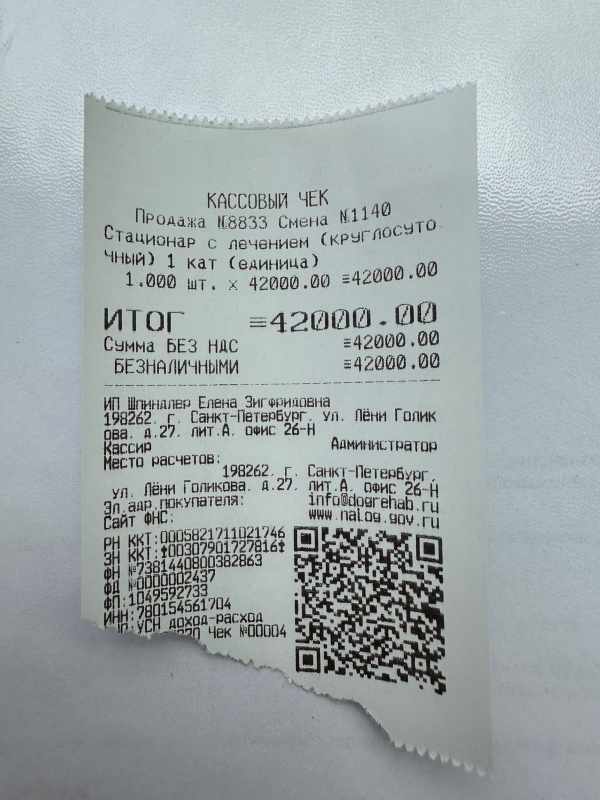 КАССОВЫЙ ЧЕК
Продажа №8833 Смена №1140
Стационар с лечением (круглосуто
чный) 1 кат (единица)
1.000 шт. х 42000.00 ≡42000.00
ИТОГ ≡42000.00
Сумма БЕЗ НДС ≡42000.00
БЕЗНАЛИЧНЫМИ ≡42000.00
ИП Шпиндлер Елена Зигфридовна
198262. г. Санкт-Петербург. ул. Лёни Голик
ова. д.27. лит.А. офис 26-Н
Кассир Администратор
Место расчетов:
198262. г. Санкт-Петербург.
ул. Лёни Голикова. д.27. лит.А. офис 26-Н
Эл.адр.покупателя: info@dogrehab.ru
Сайт ФНС: www.nalog.gov.ru
РН ККТ:0005821711021746
ЗН ККТ:‡00307901727816‡
ФН №7381440800382863
ФД №0000002437
ФП:1049592733
ИНН:780154561704
УСН доход-расход
Чек №00004